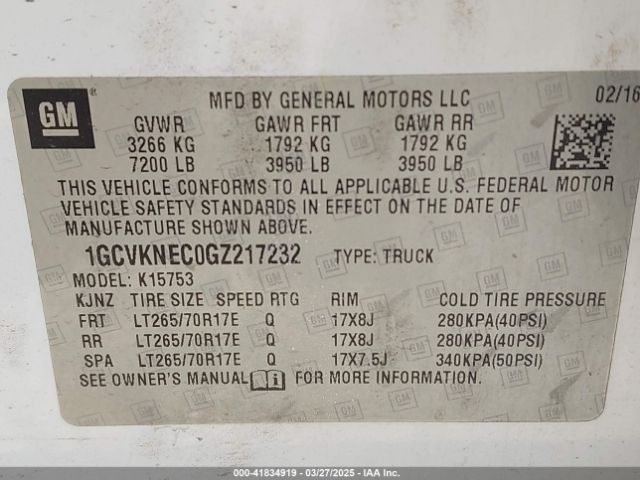 GM
MFD BY GENERAL MOTORS LLC 02/16
GVWR GAWR FRT GAWR RR
3266 KG 1792 KG 1792 KG
7200 LB 3950 LB 3950 LB
THIS VEHICLE CONFORMS TO ALL APPLICABLE U.S. FEDERAL MOTOR
VEHICLE SAFETY STANDARDS IN EFFECT ON THE DATE OF
MANUFACTURE SHOWN ABOVE.
1GCVKNEC0GZ217232 TYPE: TRUCK
MODEL: K15753
KJNZ TIRE SIZE SPEED RTG RIM COLD TIRE PRESSURE
FRT LT265/70R17E Q 17X8J 280KPA(40PSI)
RR LT265/70R17E Q 17X8J 280KPA(40PSI)
SPA LT265/70R17E Q 17X7.5J 340KPA(50PSI)
SEE OWNER'S MANUAL FOR MORE INFORMATION.
000-41834919 - 03/27/2025 - IAA Inc.